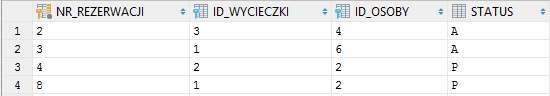 NR_REZERWACJI ID_WYCIECZKI ID_OSOBY STATUS
1 2 3 4 A
2 3 1 6 A
3 4 2 2 P
4 8 1 2 P